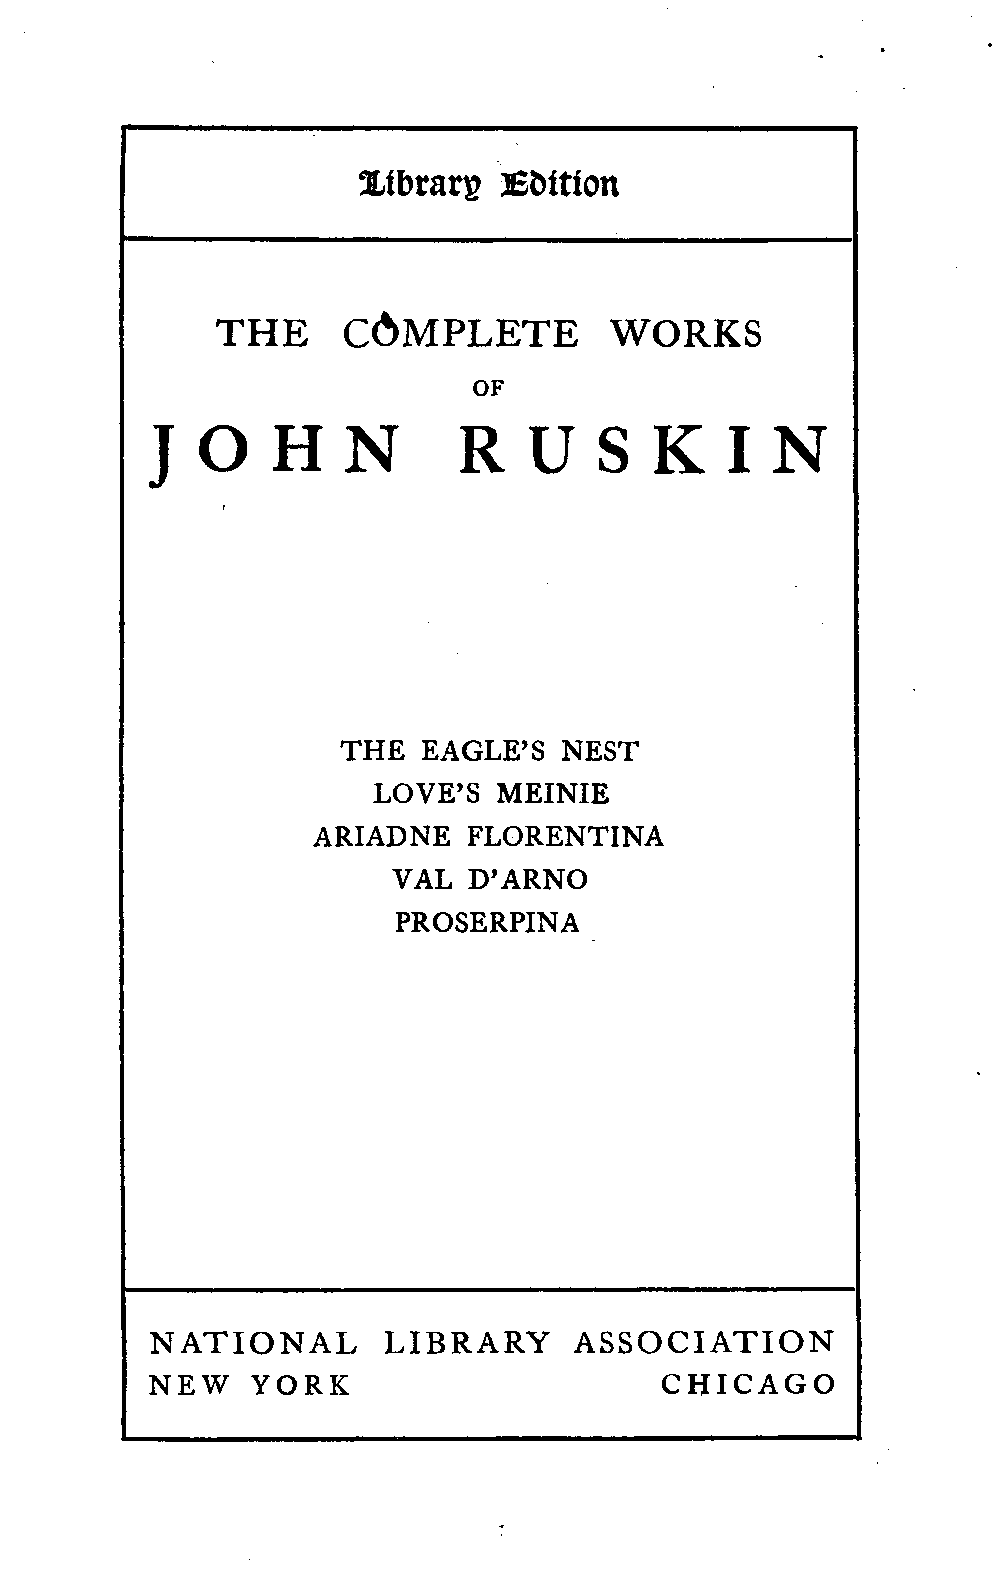 Library Edition
THE COMPLETE WORKS
OF
JOHN RUSKIN
THE EAGLE'S NEST
LOVE'S MEINIE
ARIADNE FLORENTINA
VAL D'ARNO
PROSERPINA
NATIONAL LIBRARY ASSOCIATION
NEW YORK CHICAGO